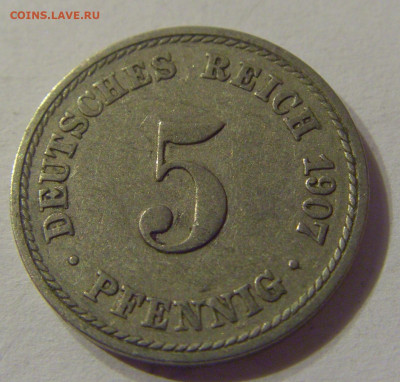 COINS.LAVE.RU
DEUTSCHES REICH 1907
5
· PFENNIG ·